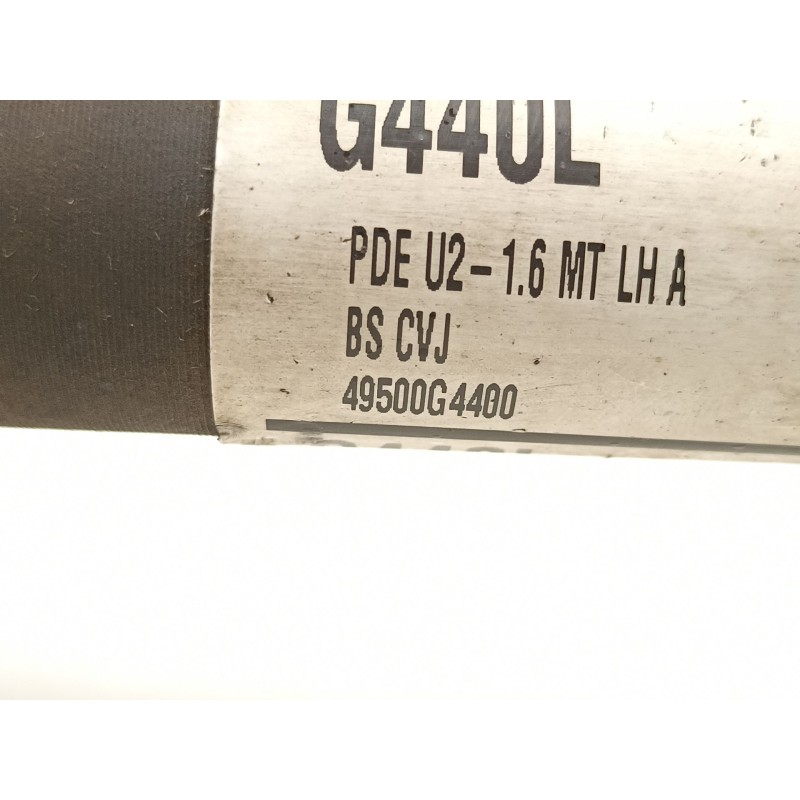 G440L
PDE U2-1.6 MT LH A
BS CVJ
49500G4400